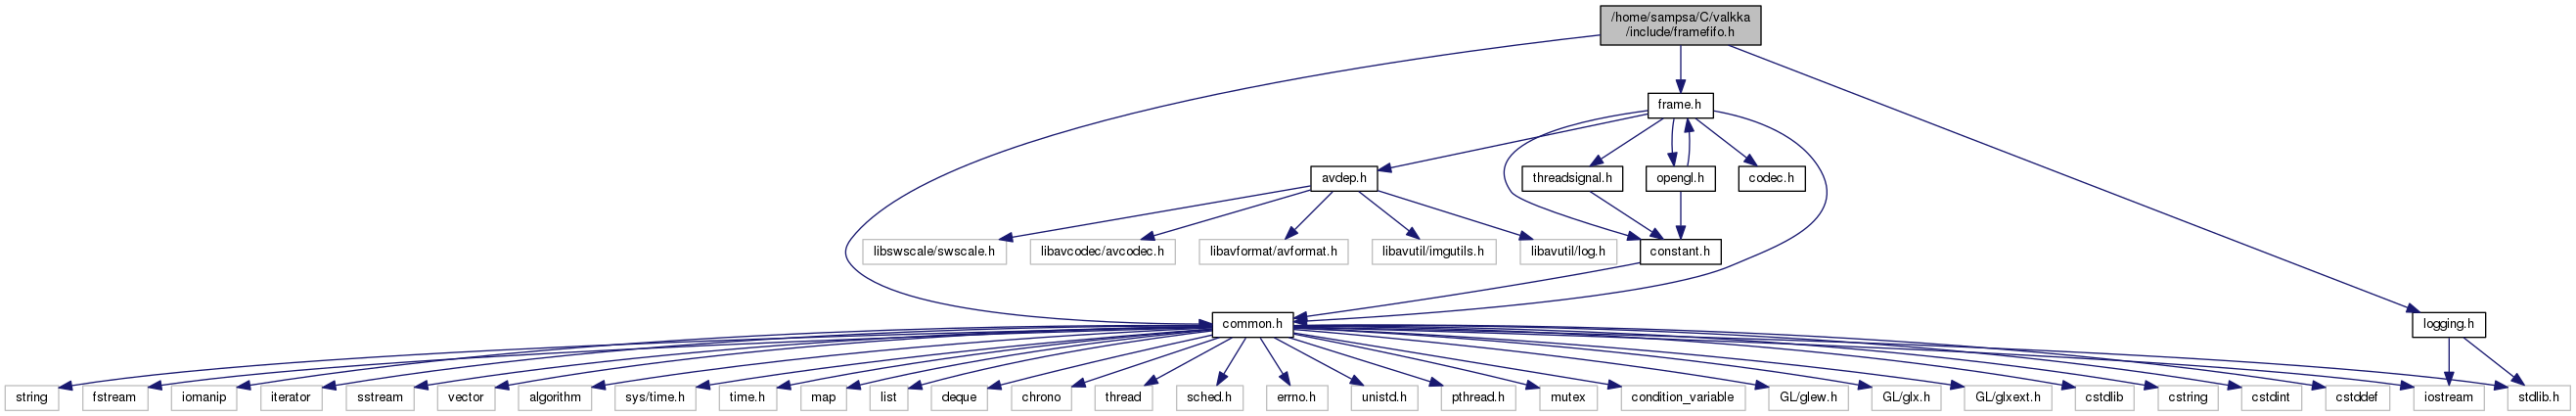 /home/sampsa/C/valkka
/include/framefifo.h
frame.h
avdep.h
threadsignal.h
opengl.h
codec.h
libswscale/swscale.h
libavcodec/avcodec.h
libavformat/avformat.h
libavutil/imgutils.h
libavutil/log.h
constant.h
common.h
logging.h
string
fstream
iomanip
iterator
sstream
vector
algorithm
sys/time.h
time.h
map
list
deque
chrono
thread
sched.h
errno.h
unistd.h
pthread.h
mutex
condition_variable
GL/glew.h
GL/glx.h
GL/glxext.h
cstdlib
cstring
cstdint
cstddef
iostream
stdlib.h